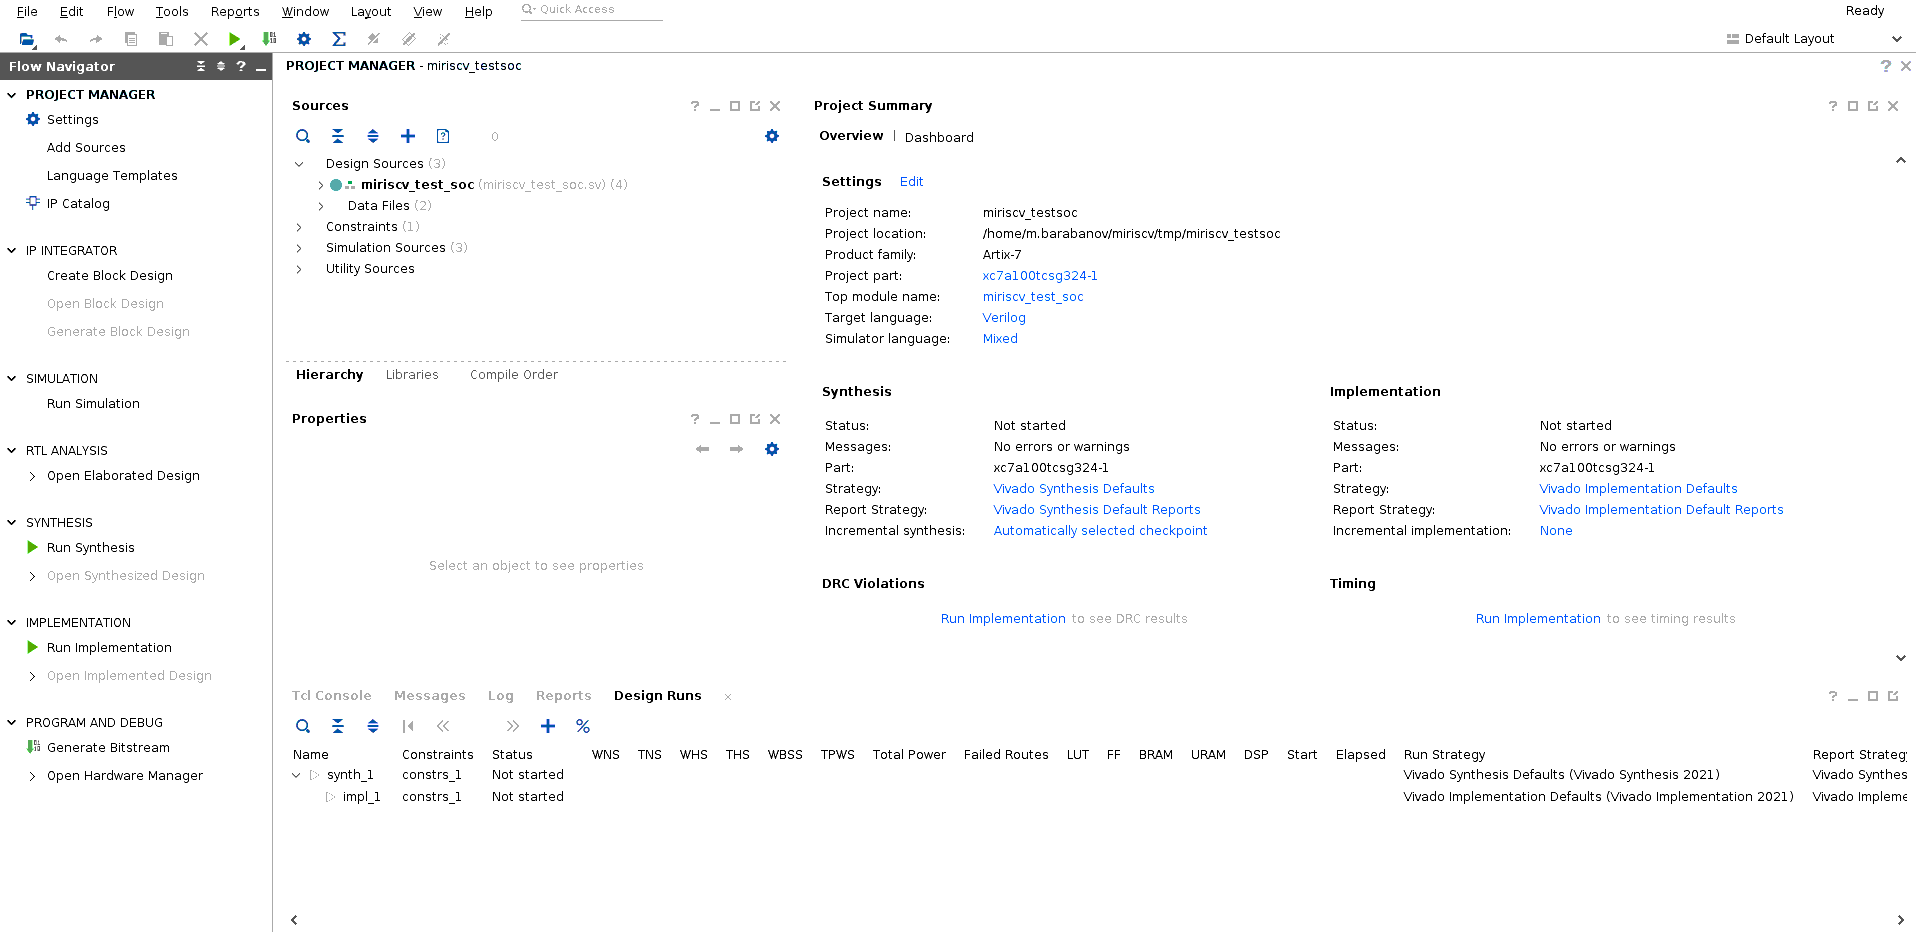 File Edit Flow Tools Reports Window Layout View Help Quick Access Ready
Default Layout
Flow Navigator
PROJECT MANAGER
Settings
Add Sources
Language Templates
IP Catalog
IP INTEGRATOR
Create Block Design
Open Block Design
Generate Block Design
SIMULATION
Run Simulation
RTL ANALYSIS
Open Elaborated Design
SYNTHESIS
Run Synthesis
Open Synthesized Design
IMPLEMENTATION
Run Implementation
Open Implemented Design
PROGRAM AND DEBUG
Generate Bitstream
Open Hardware Manager
PROJECT MANAGER - miriscv_testsoc
Sources
0
Design Sources (3)
miriscv_test_soc (miriscv_test_soc.sv) (4)
Data Files (2)
Constraints (1)
Simulation Sources (3)
Utility Sources
Hierarchy Libraries Compile Order
Properties
Select an object to see properties
Project Summary
Overview | Dashboard
Settings Edit
Project name: miriscv_testsoc
Project location: /home/m.barabanov/miriscv/tmp/miriscv_testsoc
Product family: Artix-7
Project part: xc7a100tcsg324-1
Top module name: miriscv_test_soc
Target language: Verilog
Simulator language: Mixed
Synthesis
Status: Not started
Messages: No errors or warnings
Part: xc7a100tcsg324-1
Strategy: Vivado Synthesis Defaults
Report Strategy: Vivado Synthesis Default Reports
Incremental synthesis: Automatically selected checkpoint
Implementation
Status: Not started
Messages: No errors or warnings
Part: xc7a100tcsg324-1
Strategy: Vivado Implementation Defaults
Report Strategy: Vivado Implementation Default Reports
Incremental implementation: None
DRC Violations
Run Implementation to see DRC results
Timing
Run Implementation to see timing results
Tcl Console Messages Log Reports Design Runs
Name Constraints Status WNS TNS WHS THS WBSS TPWS Total Power Failed Routes LUT FF BRAM URAM DSP Start Elapsed Run Strategy Report Strategy
synth_1 constrs_1 Not started Vivado Synthesis Defaults (Vivado Synthesis 2021) Vivado Synthes
impl_1 constrs_1 Not started Vivado Implementation Defaults (Vivado Implementation 2021) Vivado Impleme